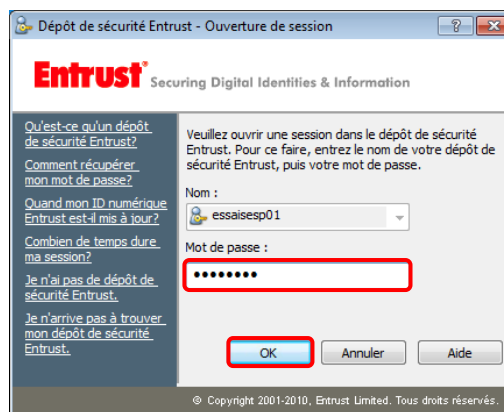 Dépôt de sécurité Entrust - Ouverture de session
Entrust® Securing Digital Identities & Information
Qu'est-ce qu'un dépôt
de sécurité Entrust?
Comment récupérer
mon mot de passe?
Quand mon ID numérique
Entrust est-il mis à jour?
Combien de temps dure
ma session?
Je n'ai pas de dépôt de
sécurité Entrust.
Je n'arrive pas à trouver
mon dépôt de sécurité
Entrust.
Veuillez ouvrir une session dans le dépôt de sécurité
Entrust. Pour ce faire, entrez le nom de votre dépôt de
sécurité Entrust, puis votre mot de passe.
Nom :
essaisesp01
Mot de passe :
••••••••
OK
Annuler
Aide
© Copyright 2001-2010, Entrust Limited. Tous droits réservés.